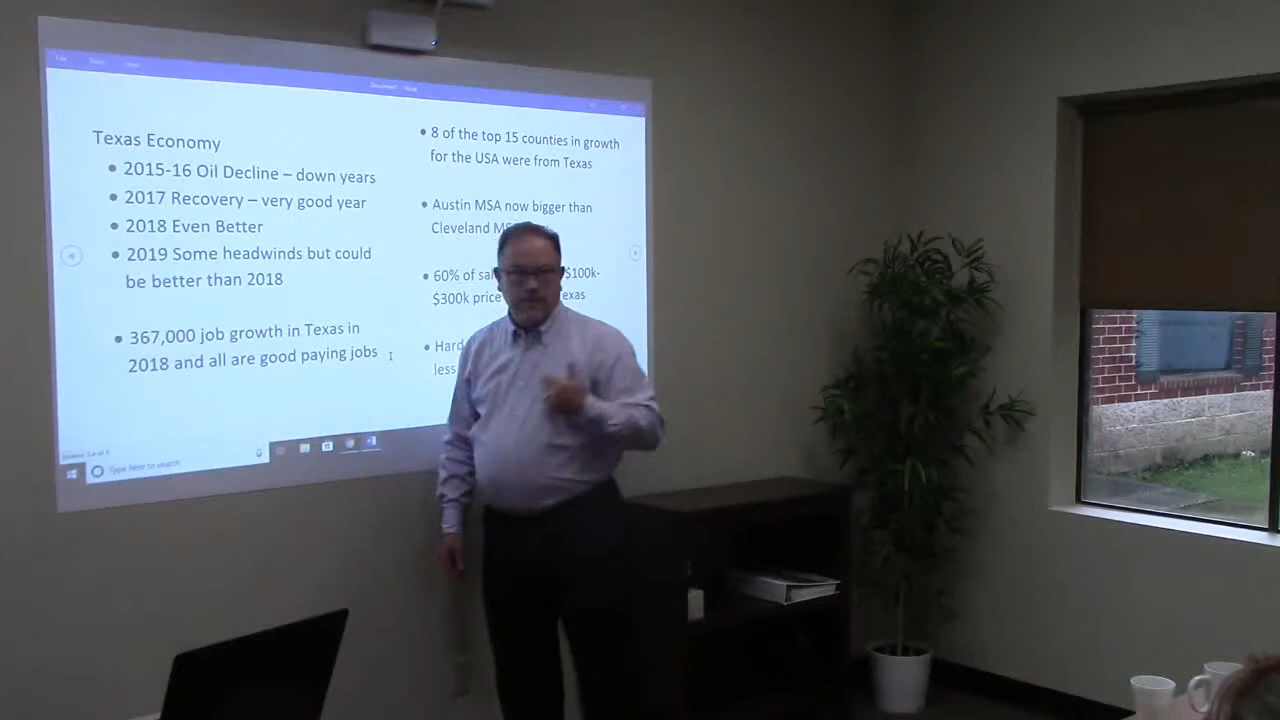 Texas Economy
• 2015-16 Oil Decline – down years
• 2017 Recovery – very good year
• 2018 Even Better
• 2019 Some headwinds but could
be better than 2018
• 367,000 job growth in Texas in
2018 and all are good paying jobs
• 8 of the top 15 counties in growth
for the USA were from Texas
• Austin MSA now bigger than
Cleveland
• 60% of $100k-
$300k price
• Hard
less
Type here to search